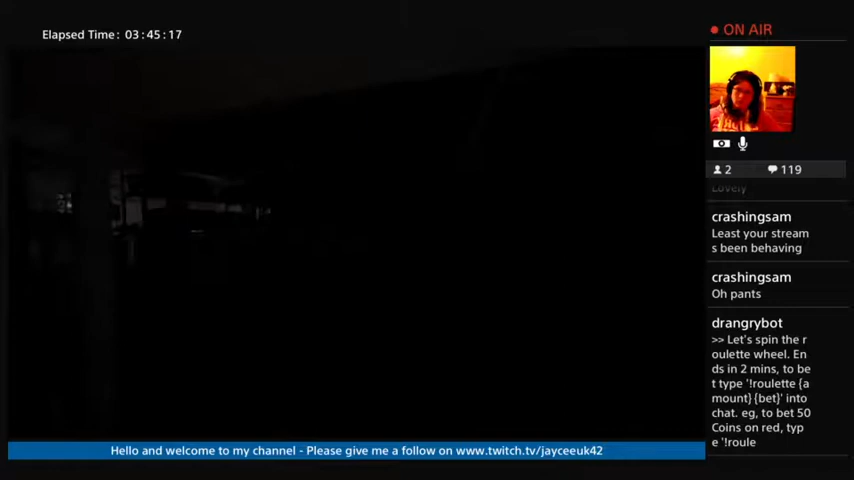 Elapsed Time: 03:45:17
ON AIR
2 119
Lovely
crashingsam
Least your stream
s been behaving
crashingsam
Oh pants
drangrybot
>> Let's spin the r
oulette wheel. En
ds in 2 mins, to be
t type '!roulette {a
mount} {bet}' into
chat. eg, to bet 50
Coins on red, typ
e '!roule
Hello and welcome to my channel - Please give me a follow on www.twitch.tv/jayceeuk42